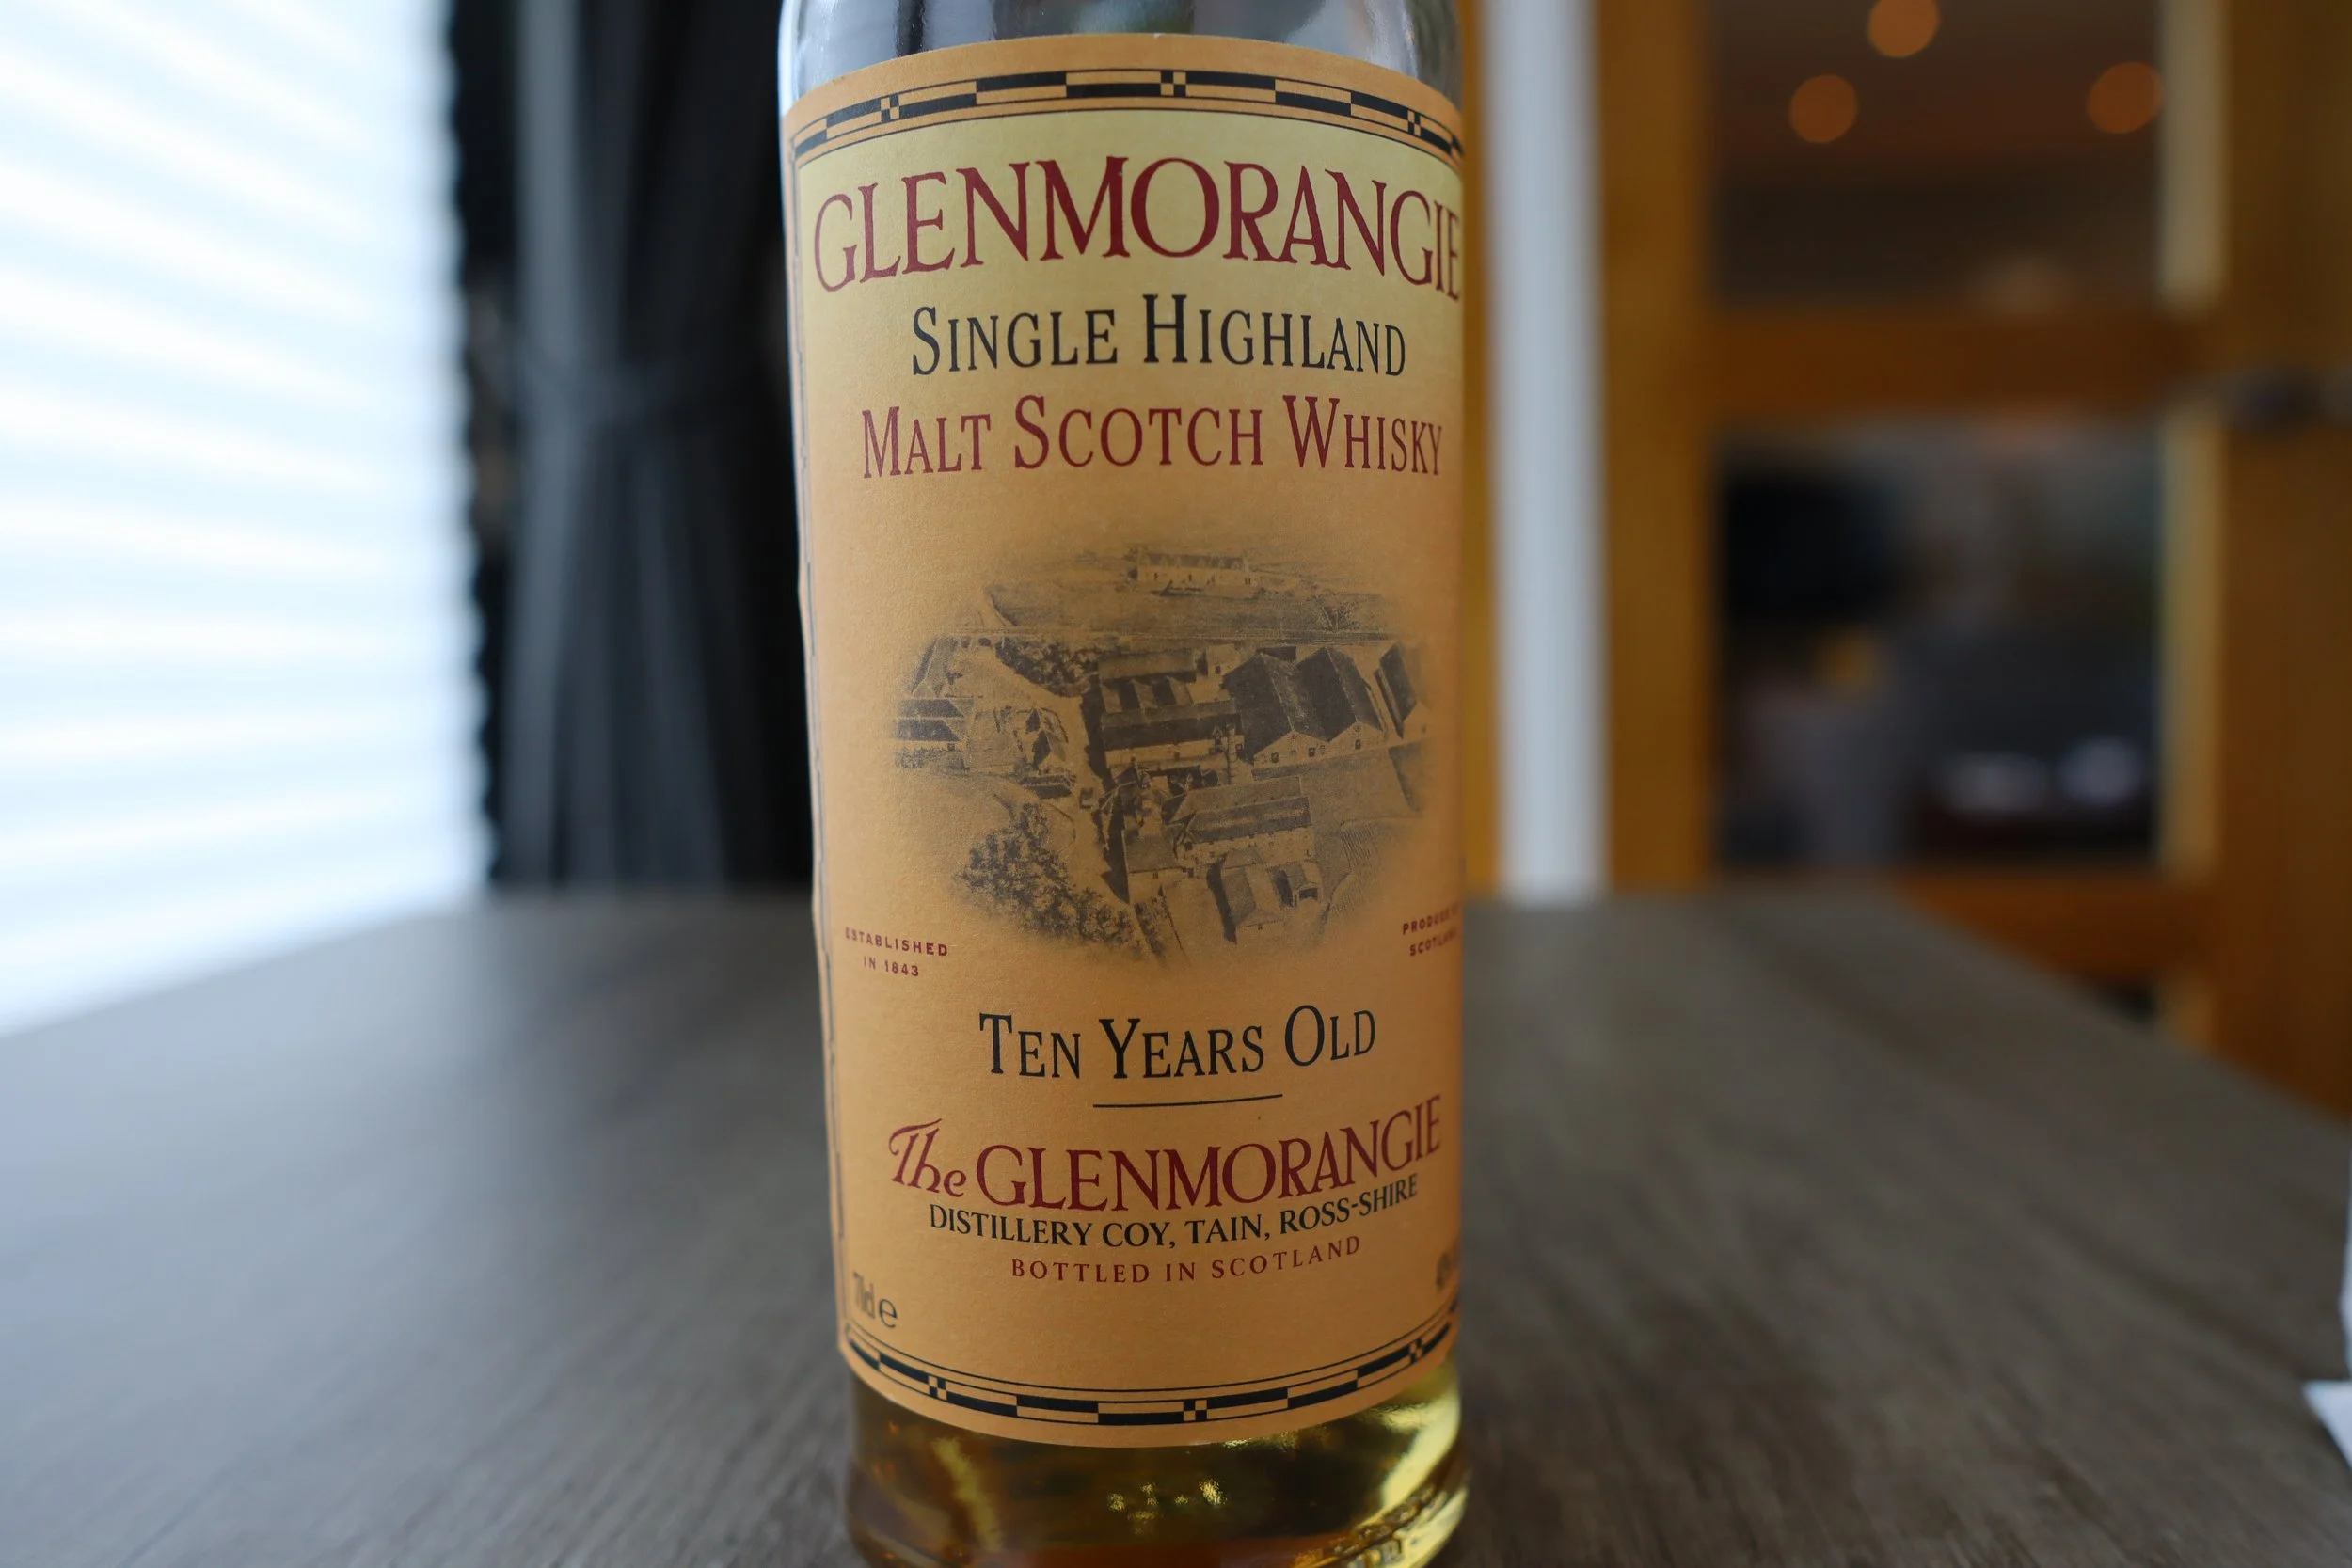 GLENMORANGIE
SINGLE HIGHLAND
MALT SCOTCH WHISKY
ESTABLISHED
IN 1843
TEN YEARS OLD
The GLENMORANGIE
DISTILLERY COY, TAIN, ROSS-SHIRE
BOTTLED IN SCOTLAND